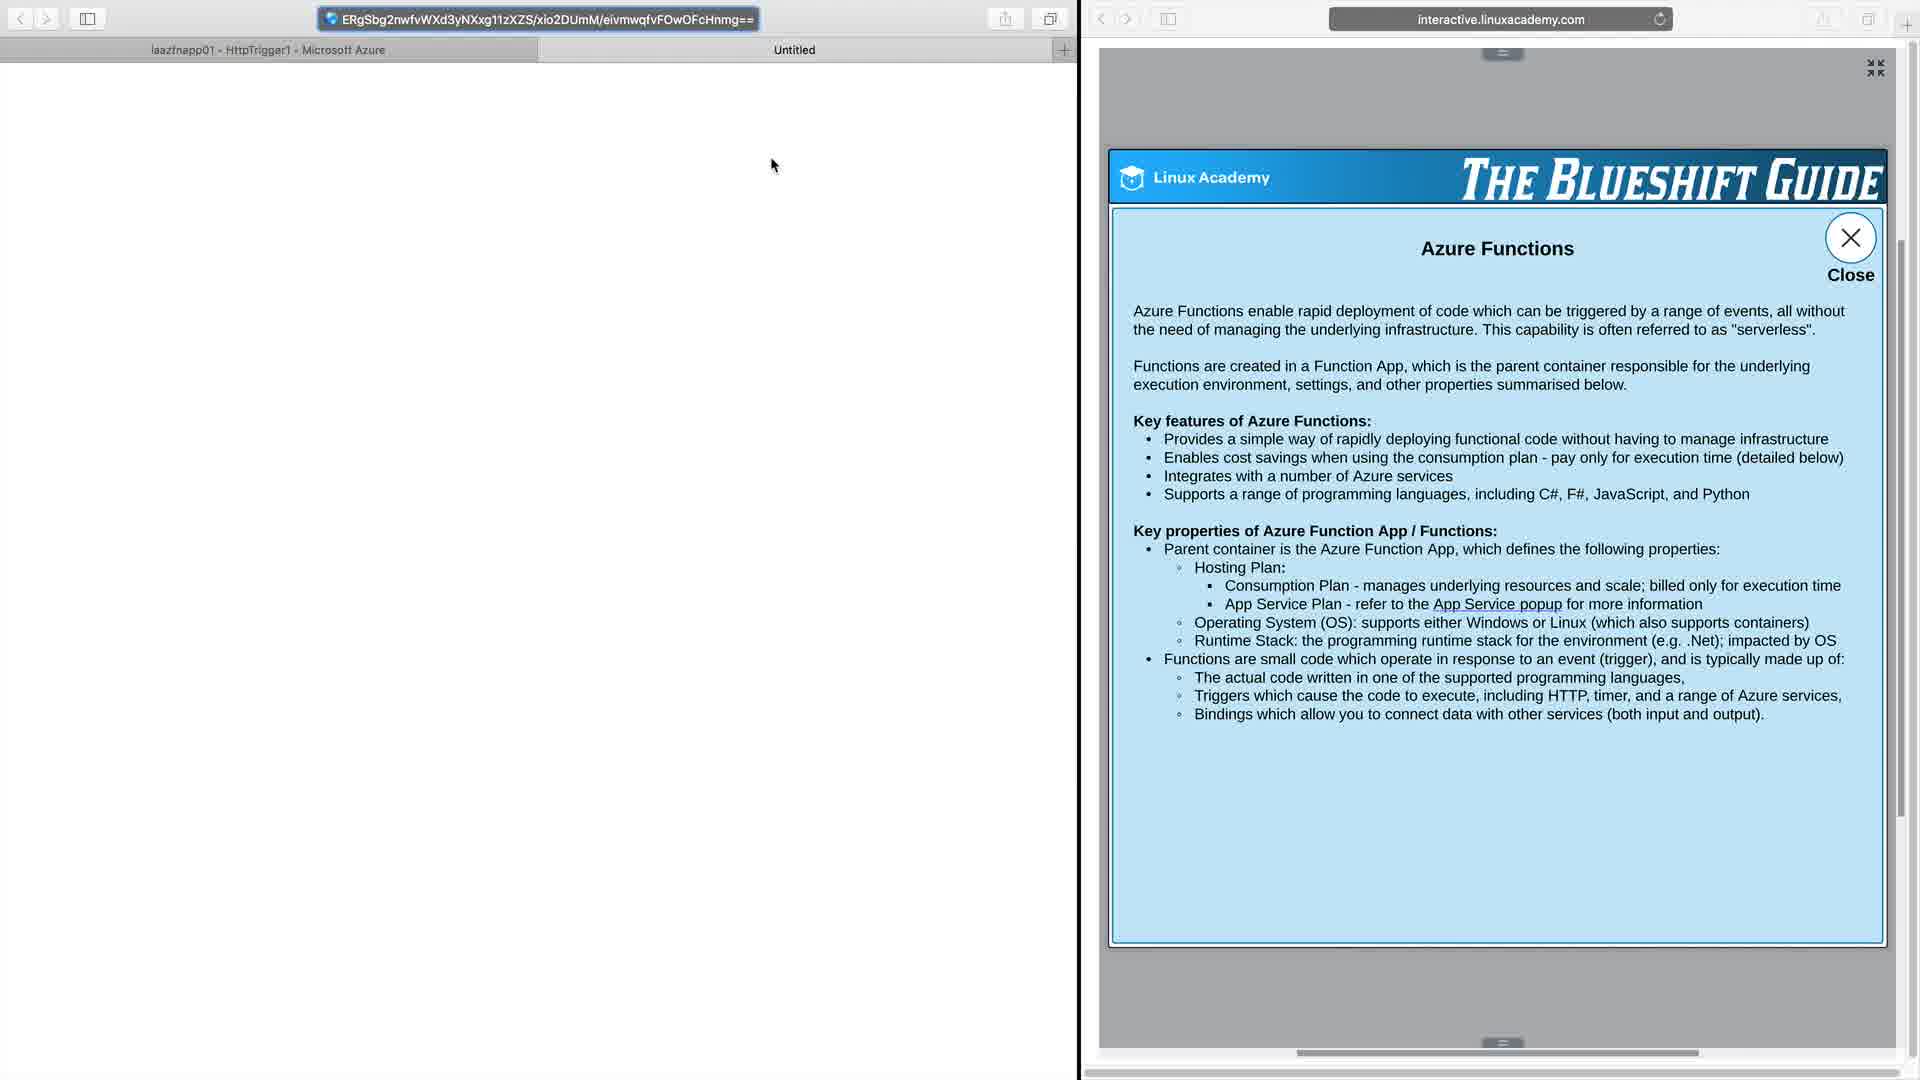 ERgSbg2nwfvWXd3yNXxg11zXZS/xio2DUmM/eivmwqfvFOwOFcHnmg==
laazfnapp01 - HttpTrigger1 - Microsoft Azure
Untitled
interactive.linuxacademy.com
Linux Academy
THE BLUESHIFT GUIDE
Azure Functions
Close
Azure Functions enable rapid deployment of code which can be triggered by a range of events, all without
the need of managing the underlying infrastructure. This capability is often referred to as "serverless".
Functions are created in a Function App, which is the parent container responsible for the underlying
execution environment, settings, and other properties summarised below.
Key features of Azure Functions:
• Provides a simple way of rapidly deploying functional code without having to manage infrastructure
• Enables cost savings when using the consumption plan - pay only for execution time (detailed below)
• Integrates with a number of Azure services
• Supports a range of programming languages, including C#, F#, JavaScript, and Python
Key properties of Azure Function App / Functions:
• Parent container is the Azure Function App, which defines the following properties:
◦ Hosting Plan:
▪ Consumption Plan - manages underlying resources and scale; billed only for execution time
▪ App Service Plan - refer to the App Service popup for more information
◦ Operating System (OS): supports either Windows or Linux (which also supports containers)
◦ Runtime Stack: the programming runtime stack for the environment (e.g. .Net); impacted by OS
• Functions are small code which operate in response to an event (trigger), and is typically made up of:
◦ The actual code written in one of the supported programming languages,
◦ Triggers which cause the code to execute, including HTTP, timer, and a range of Azure services,
◦ Bindings which allow you to connect data with other services (both input and output).